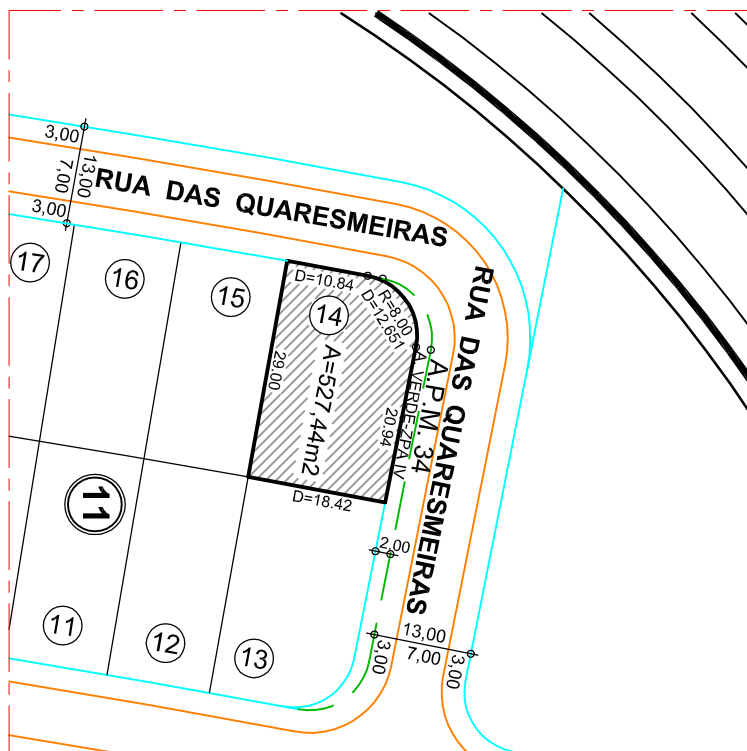 3,00
13,00
7,00
3,00
RUA DAS QUARESMEIRAS
17
16
15
14
D=10.84
R=8.00
D=12.651
29.00
A=527,44m2
20.94
D=18.42
A.P.M. 34
A VERDE-ZPA IV
RUA DAS QUARESMEIRAS
11
2,00
11
12
13
13,00
3,00
7,00
3,00